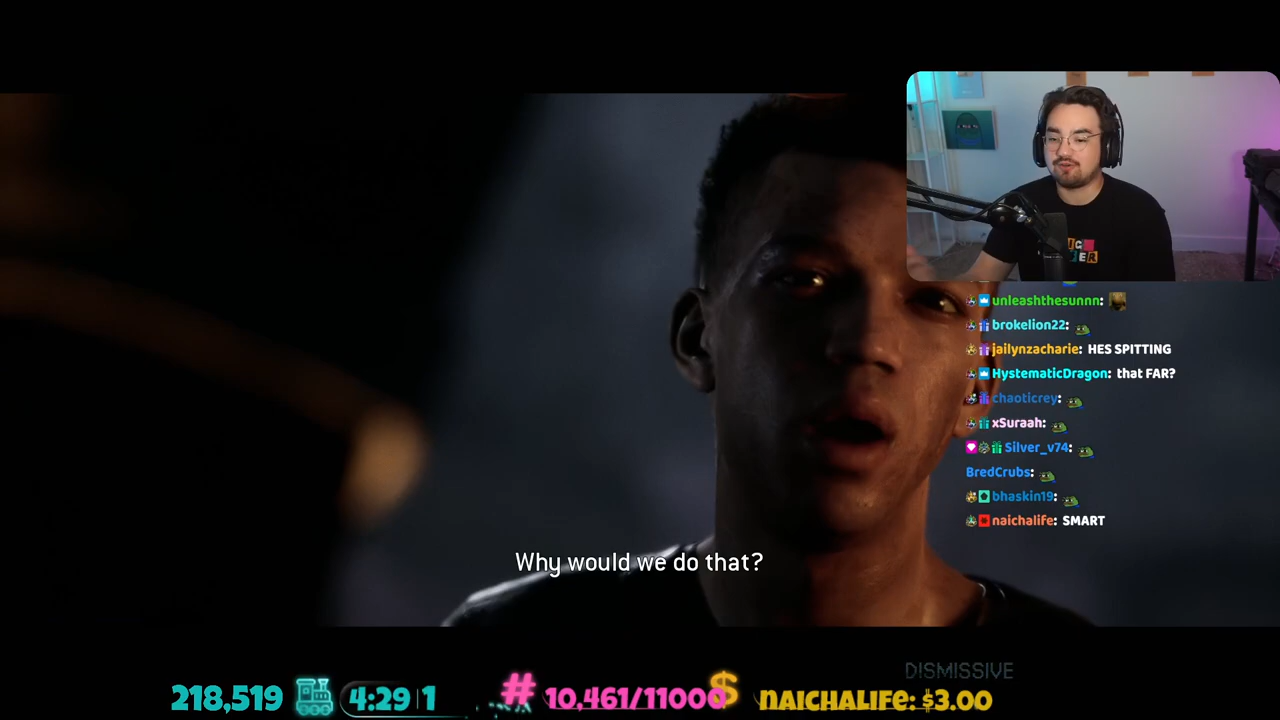 unleashthesunnn:
brokelion22:
jailynzacharie: HES SPITTING
HystematicDragon: that FAR?
chaoticrey:
xSuraah:
Silver_v74:
BredCrubs:
bhaskin19:
naichalife: SMART
Why would we do that?
DISMISSIVE
218,519
4:29 | 1
# 10,461/11000
$ naichalife: $3.00